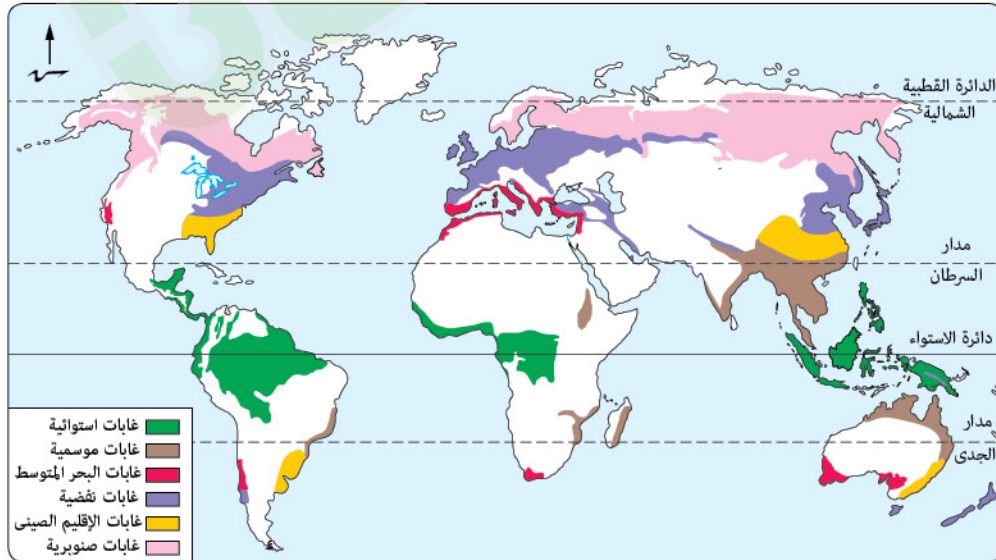 الدائرة القطبية
الشمالية
مدار
السرطان
دائرة الاستواء
مدار
الجدى
غابات استوائية
غابات موسمية
غابات البحر المتوسط
غابات نفضية
غابات الإقليم الصينى
غابات صنوبرية